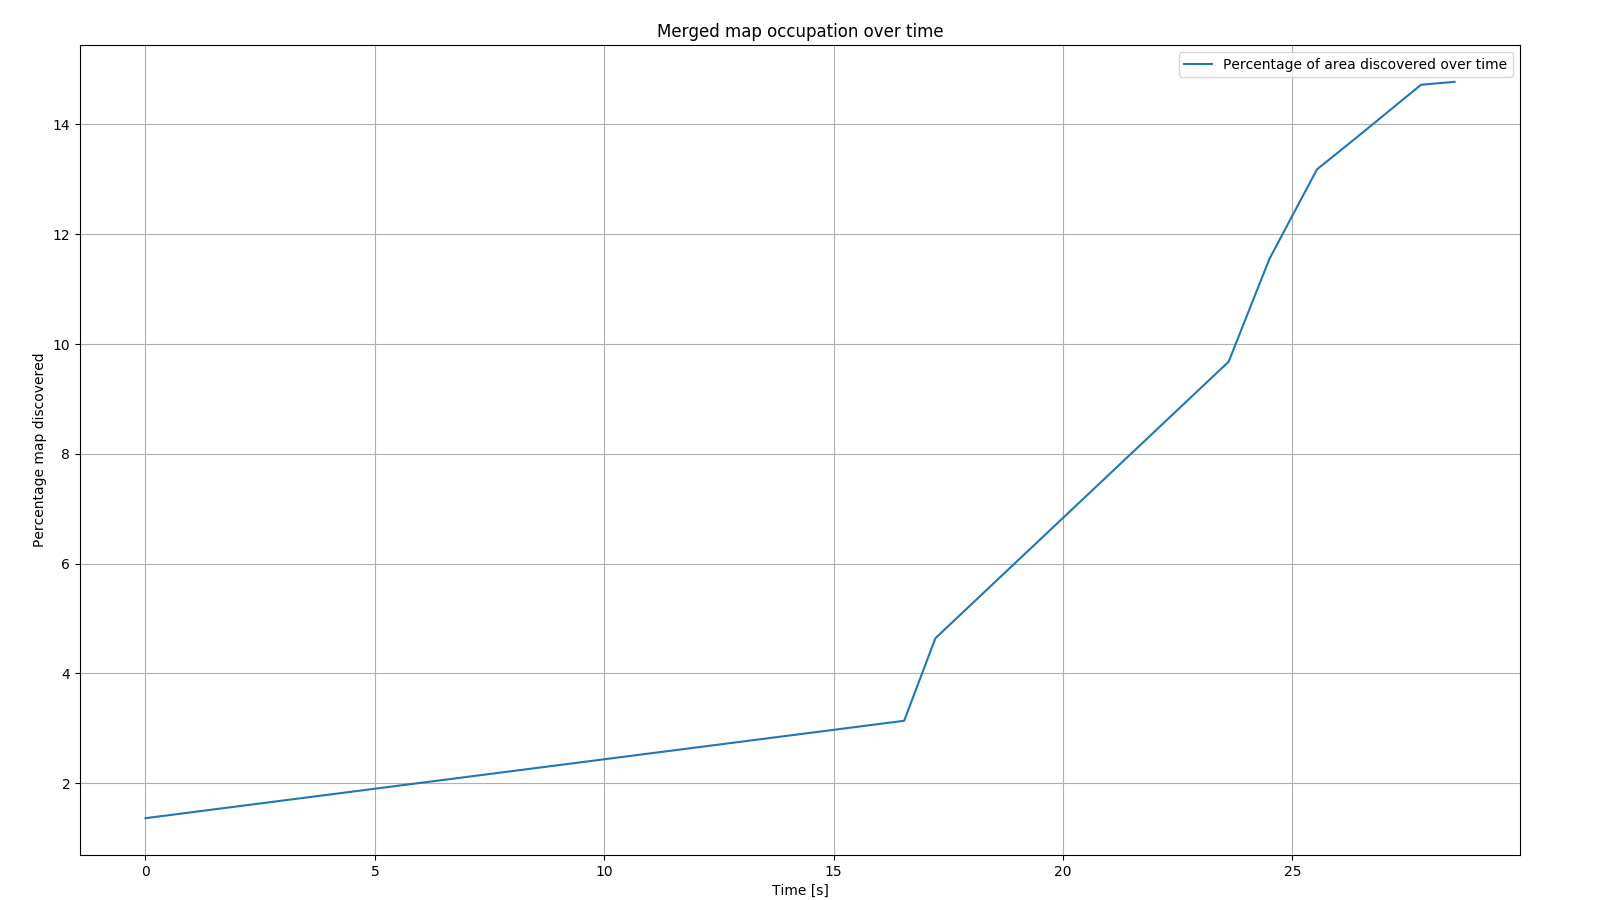 Merged map occupation over time
Percentage of area discovered over time
Percentage map discovered
14
12
10
8
6
4
2
0 5 10 15 20 25
Time [s]